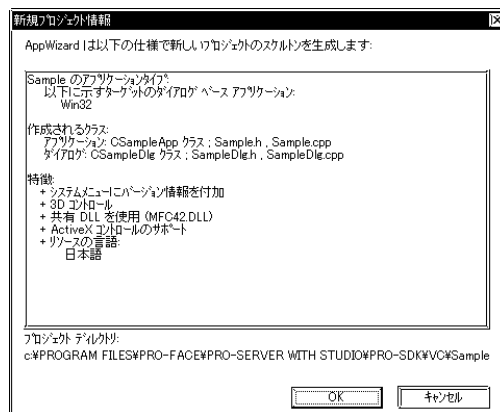 新規ﾌﾟﾛｼﾞｪｸﾄ情報
AppWizard は以下の仕様で新しいﾌﾟﾛｼﾞｪｸﾄのｽｹﾙﾄﾝを生成します:
Sample のｱﾌﾟﾘｹｰｼｮﾝﾀｲﾌﾟ:
以下に示すﾀｰｹﾞｯﾄのﾀﾞｲｱﾛｸﾞ ﾍﾞｰｽ ｱﾌﾟﾘｹｰｼｮﾝ:
Win32
作成されるｸﾗｽ:
ｱﾌﾟﾘｹｰｼｮﾝ: CSampleApp ｸﾗｽ ; Sample.h , Sample.cpp
ﾀﾞｲｱﾛｸﾞ: CSampleDlg ｸﾗｽ ; SampleDlg.h , SampleDlg.cpp
特徴:
+ ｼｽﾃﾑﾒﾆｭｰにﾊﾞｰｼﾞｮﾝ情報を付加
+ 3D ｺﾝﾄﾛｰﾙ
+ 共有 DLL を使用 (MFC42.DLL)
+ ActiveX ｺﾝﾄﾛｰﾙのｻﾎﾟｰﾄ
+ ﾘｿｰｽの言語:
日本語
ﾌﾟﾛｼﾞｪｸﾄ ﾃﾞｨﾚｸﾄﾘ:
c:¥PROGRAM FILES¥PRO-FACE¥PRO-SERVER WITH STUDIO¥PRO-SDK¥VC¥Sample
OK
ｷｬﾝｾﾙ